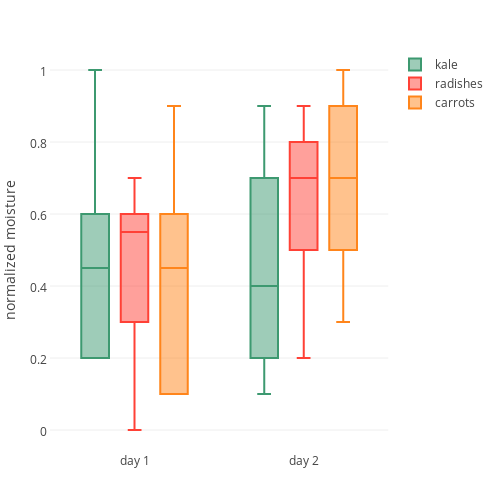 kale
radishes
carrots
normalized moisture
1
0.8
0.6
0.4
0.2
0
day 1
day 2